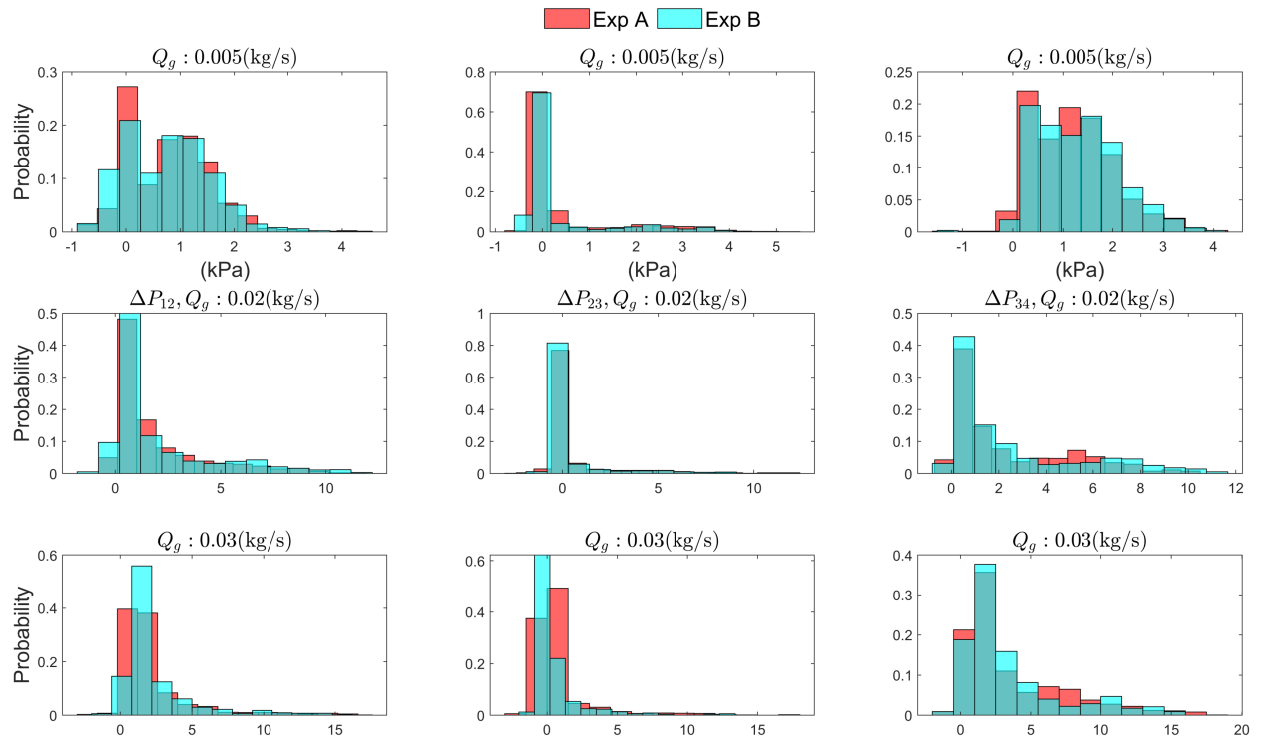 Exp A Exp B
Q_g : 0.005(kg/s) Q_g : 0.005(kg/s) Q_g : 0.005(kg/s)
Probability
0.3
0.2
0.1
0
-1 0 1 2 3 4
(kPa)
0.8
0.6
0.4
0.2
0
-1 0 1 2 3 4 5
(kPa)
0.25
0.2
0.15
0.1
0.05
0
-1 0 1 2 3 4
(kPa)
ΔP_12, Q_g : 0.02(kg/s) ΔP_23, Q_g : 0.02(kg/s) ΔP_34, Q_g : 0.02(kg/s)
Probability
0.5
0.4
0.3
0.2
0.1
0
0 5 10
1
0.8
0.6
0.4
0.2
0
0 5 10
0.5
0.4
0.3
0.2
0.1
0
0 2 4 6 8 10 12
Q_g : 0.03(kg/s) Q_g : 0.03(kg/s) Q_g : 0.03(kg/s)
Probability
0.6
0.4
0.2
0
0 5 10 15
0.6
0.4
0.2
0
0 5 10 15
0.4
0.3
0.2
0.1
0
0 5 10 15 20